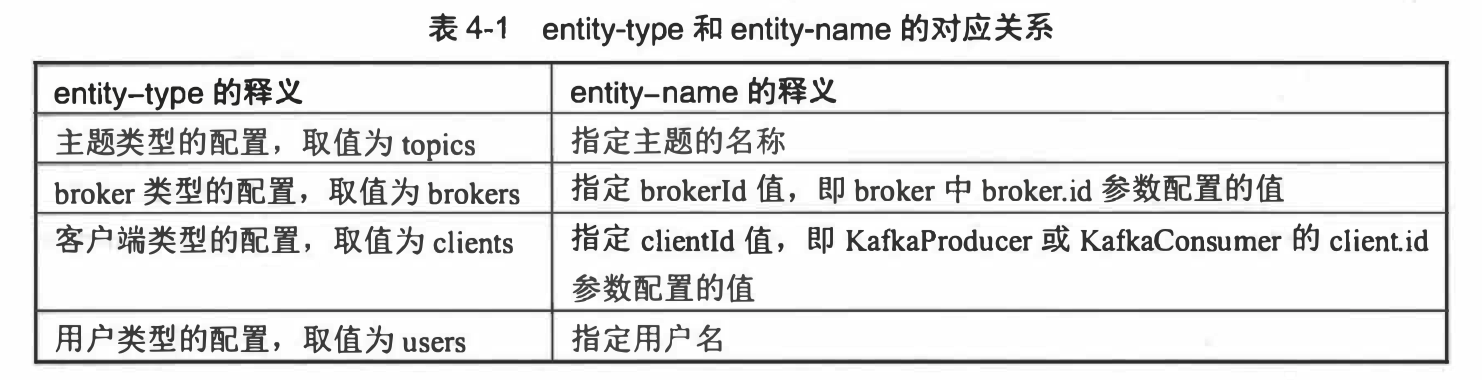 表 4-1 entity-type 和 entity-name 的对应关系
entity-type 的释义 entity-name 的释义
主题类型的配置，取值为 topics 指定主题的名称
broker 类型的配置，取值为 brokers 指定 brokerId 值，即 broker 中 broker.id 参数配置的值
客户端类型的配置，取值为 clients 指定 clientId 值，即 KafkaProducer 或 KafkaConsumer 的 client.id
参数配置的值
用户类型的配置，取值为 users 指定用户名